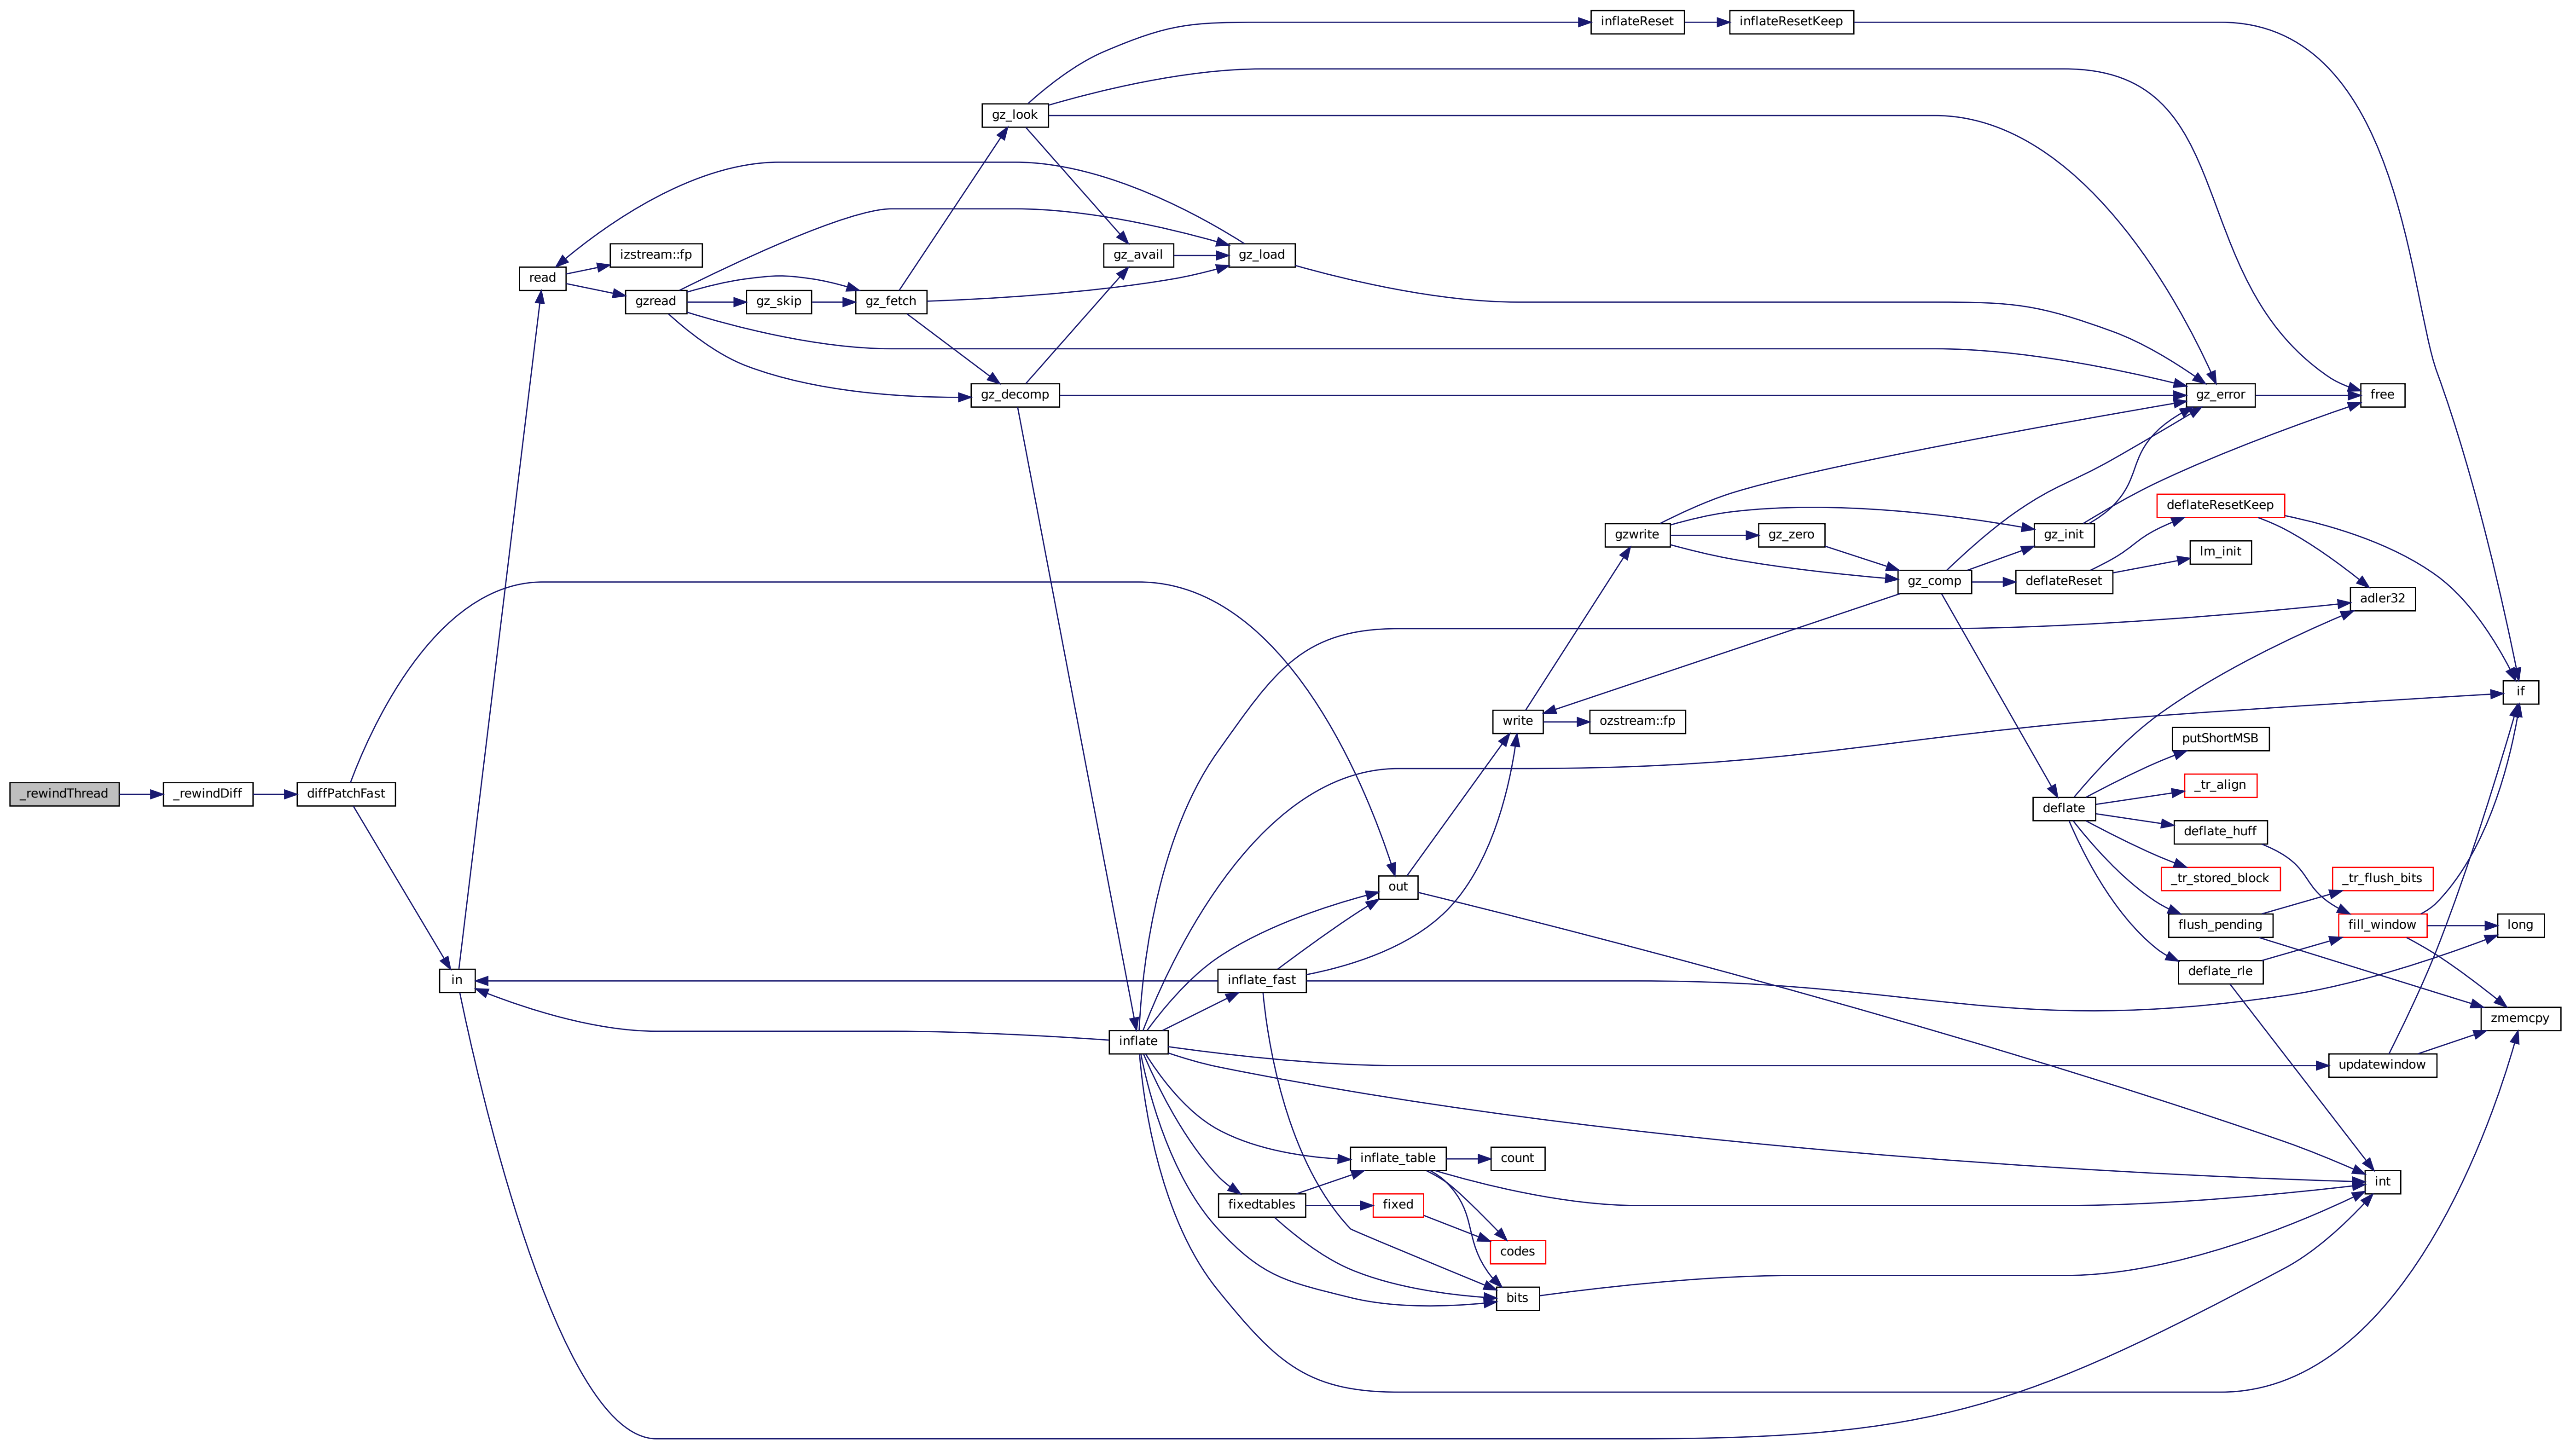 inflateReset
inflateResetKeep
gz_look
izstream::fp
gz_avail
gz_load
read
gzread
gz_skip
gz_fetch
gz_decomp
gz_error
free
deflateResetKeep
gzwrite
gz_zero
gz_init
lm_init
gz_comp
deflateReset
adler32
if
write
ozstream::fp
putShortMSB
_tr_align
_rewindThread
_rewindDiff
diffPatchFast
deflate
deflate_huff
out
_tr_stored_block
_tr_flush_bits
flush_pending
fill_window
long
in
inflate_fast
deflate_rle
zmemcpy
inflate
updatewindow
inflate_table
count
int
fixedtables
fixed
codes
bits